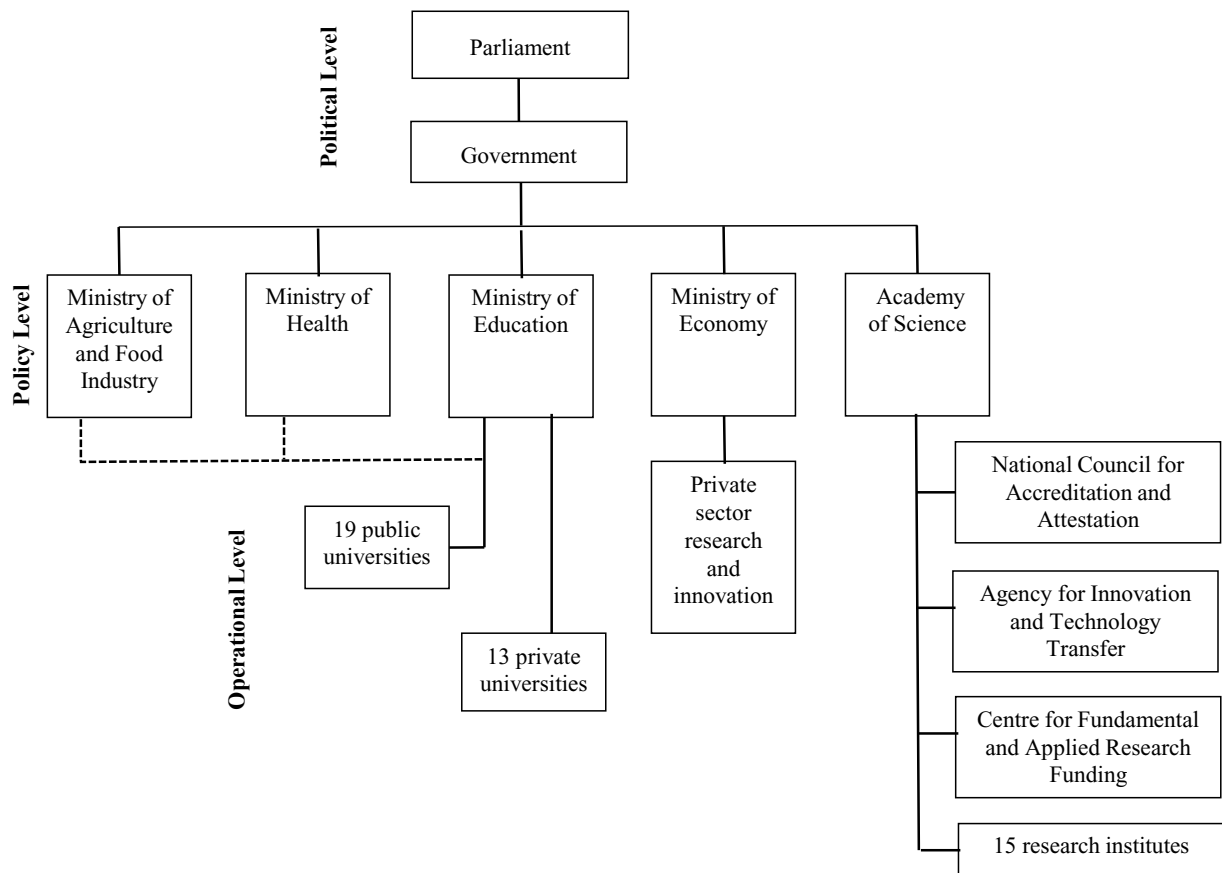 Political Level
Parliament
Government
Policy Level
Ministry of
Agriculture
and Food
Industry
Ministry of
Health
Ministry of
Education
Ministry of
Economy
Academy
of Science
Operational Level
19 public
universities
13 private
universities
Private
sector
research
and
innovation
National Council for
Accreditation and
Attestation
Agency for Innovation
and Technology
Transfer
Centre for Fundamental
and Applied Research
Funding
15 research institutes